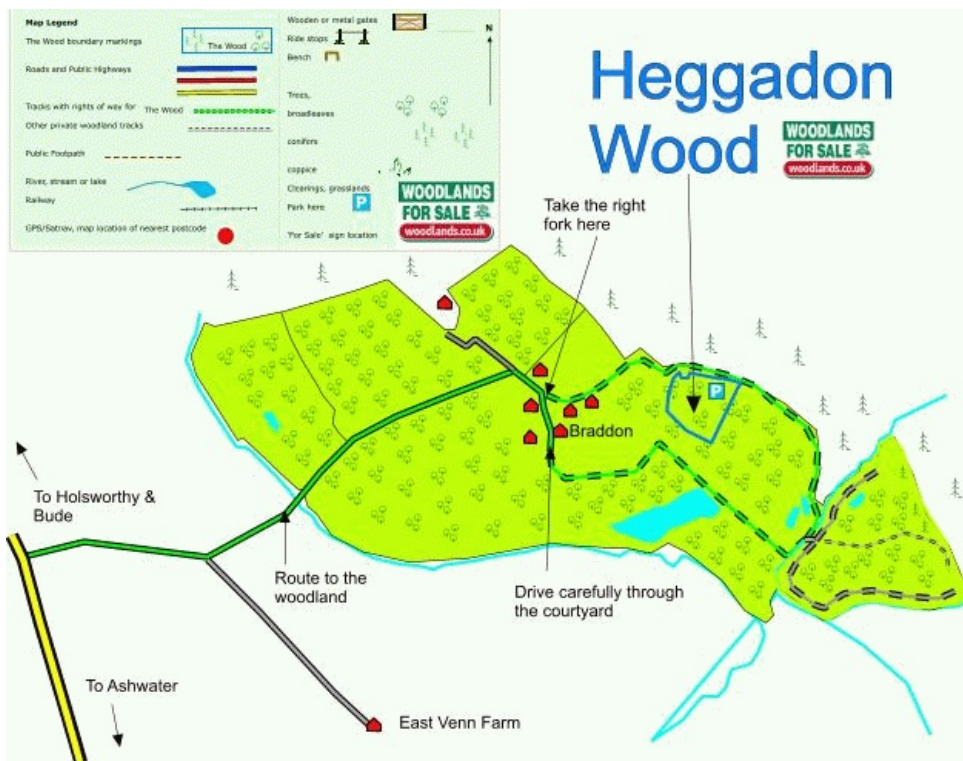 Map Legend
The Wood boundary markings
The Wood
Roads and Public Highways
Tracks with rights of way for The Wood
Other private woodland tracks
Public Footpath
River, stream or lake
Railway
GPS/Satnav, map location of nearest postcode
Wooden or metal gates
Ride stops
Bench
N
Trees,
broadleaves
conifers
coppice
Clearings, grasslands
Park here
P
'For Sale' sign location
WOODLANDS
FOR SALE
woodlands.co.uk
Heggadon
Wood
WOODLANDS
FOR SALE
woodlands.co.uk
Take the right
fork here
P
Braddon
To Holsworthy &
Bude
Route to the
woodland
Drive carefully through
the courtyard
To Ashwater
East Venn Farm